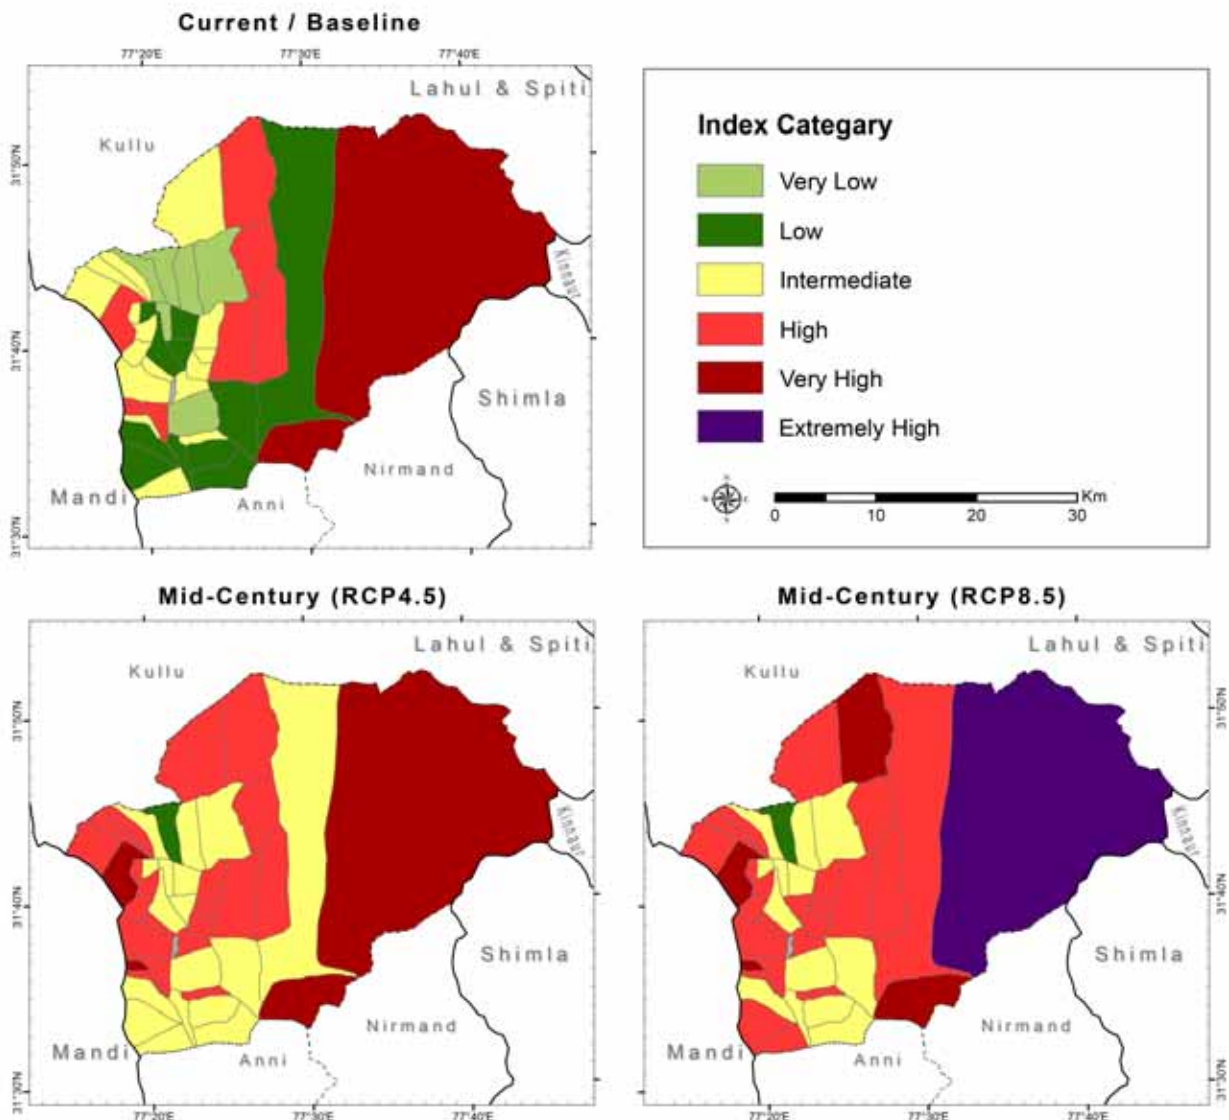 Current / Baseline
77°20'E 77°30'E 77°40'E
Lahul & Spiti
Kullu
31°50'N
Kinnaur
31°40'N
Shimla
Nirmand
Mandi
Anni
31°30'N
Index Categary
Very Low
Low
Intermediate
High
Very High
Extremely High
Km
0 10 20 30
Mid-Century (RCP4.5)
Lahul & Spiti
Kullu
31°50'N
Kinnaur
31°40'N
Shimla
Nirmand
Mandi
Anni
31°30'N
77°20'E 77°30'E 77°40'E
Mid-Century (RCP8.5)
Lahul & Spiti
Kullu
31°50'N
Kinnaur
31°40'N
Shimla
Nirmand
Mandi
Anni
31°30'N
77°20'E 77°30'E 77°40'E